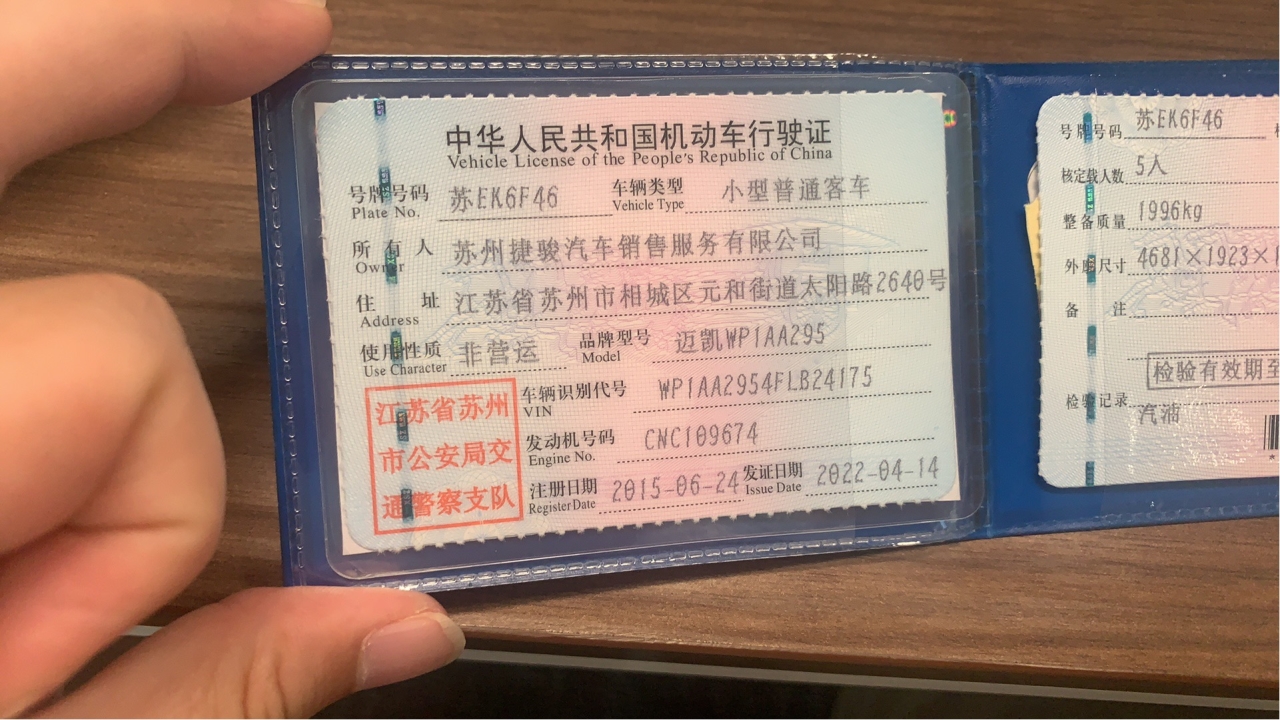 中华人民共和国机动车行驶证
Vehicle License of the People's Republic of China
号牌号码 苏EK6F46 车辆类型 小型普通客车
Plate No. Vehicle Type
所有人 苏州捷骏汽车销售服务有限公司
Owner
住址 江苏省苏州市相城区元和街道太阳路2640号
Address
使用性质 非营运 品牌型号 迈凯WP1AA295
Use Character Model
车辆识别代号 WP1AA2954FLB24175
VIN
发动机号码 CNC109674
Engine No.
注册日期 2015-06-24 发证日期 2022-04-14
Register Date Issue Date
江苏省苏州
市公安局交
通警察支队
号牌号码 苏EK6F46
核定载人数 5人
整备质量 1996kg
外廓尺寸 4681×1923×1
备注
检验有效期至
检验记录
汽油